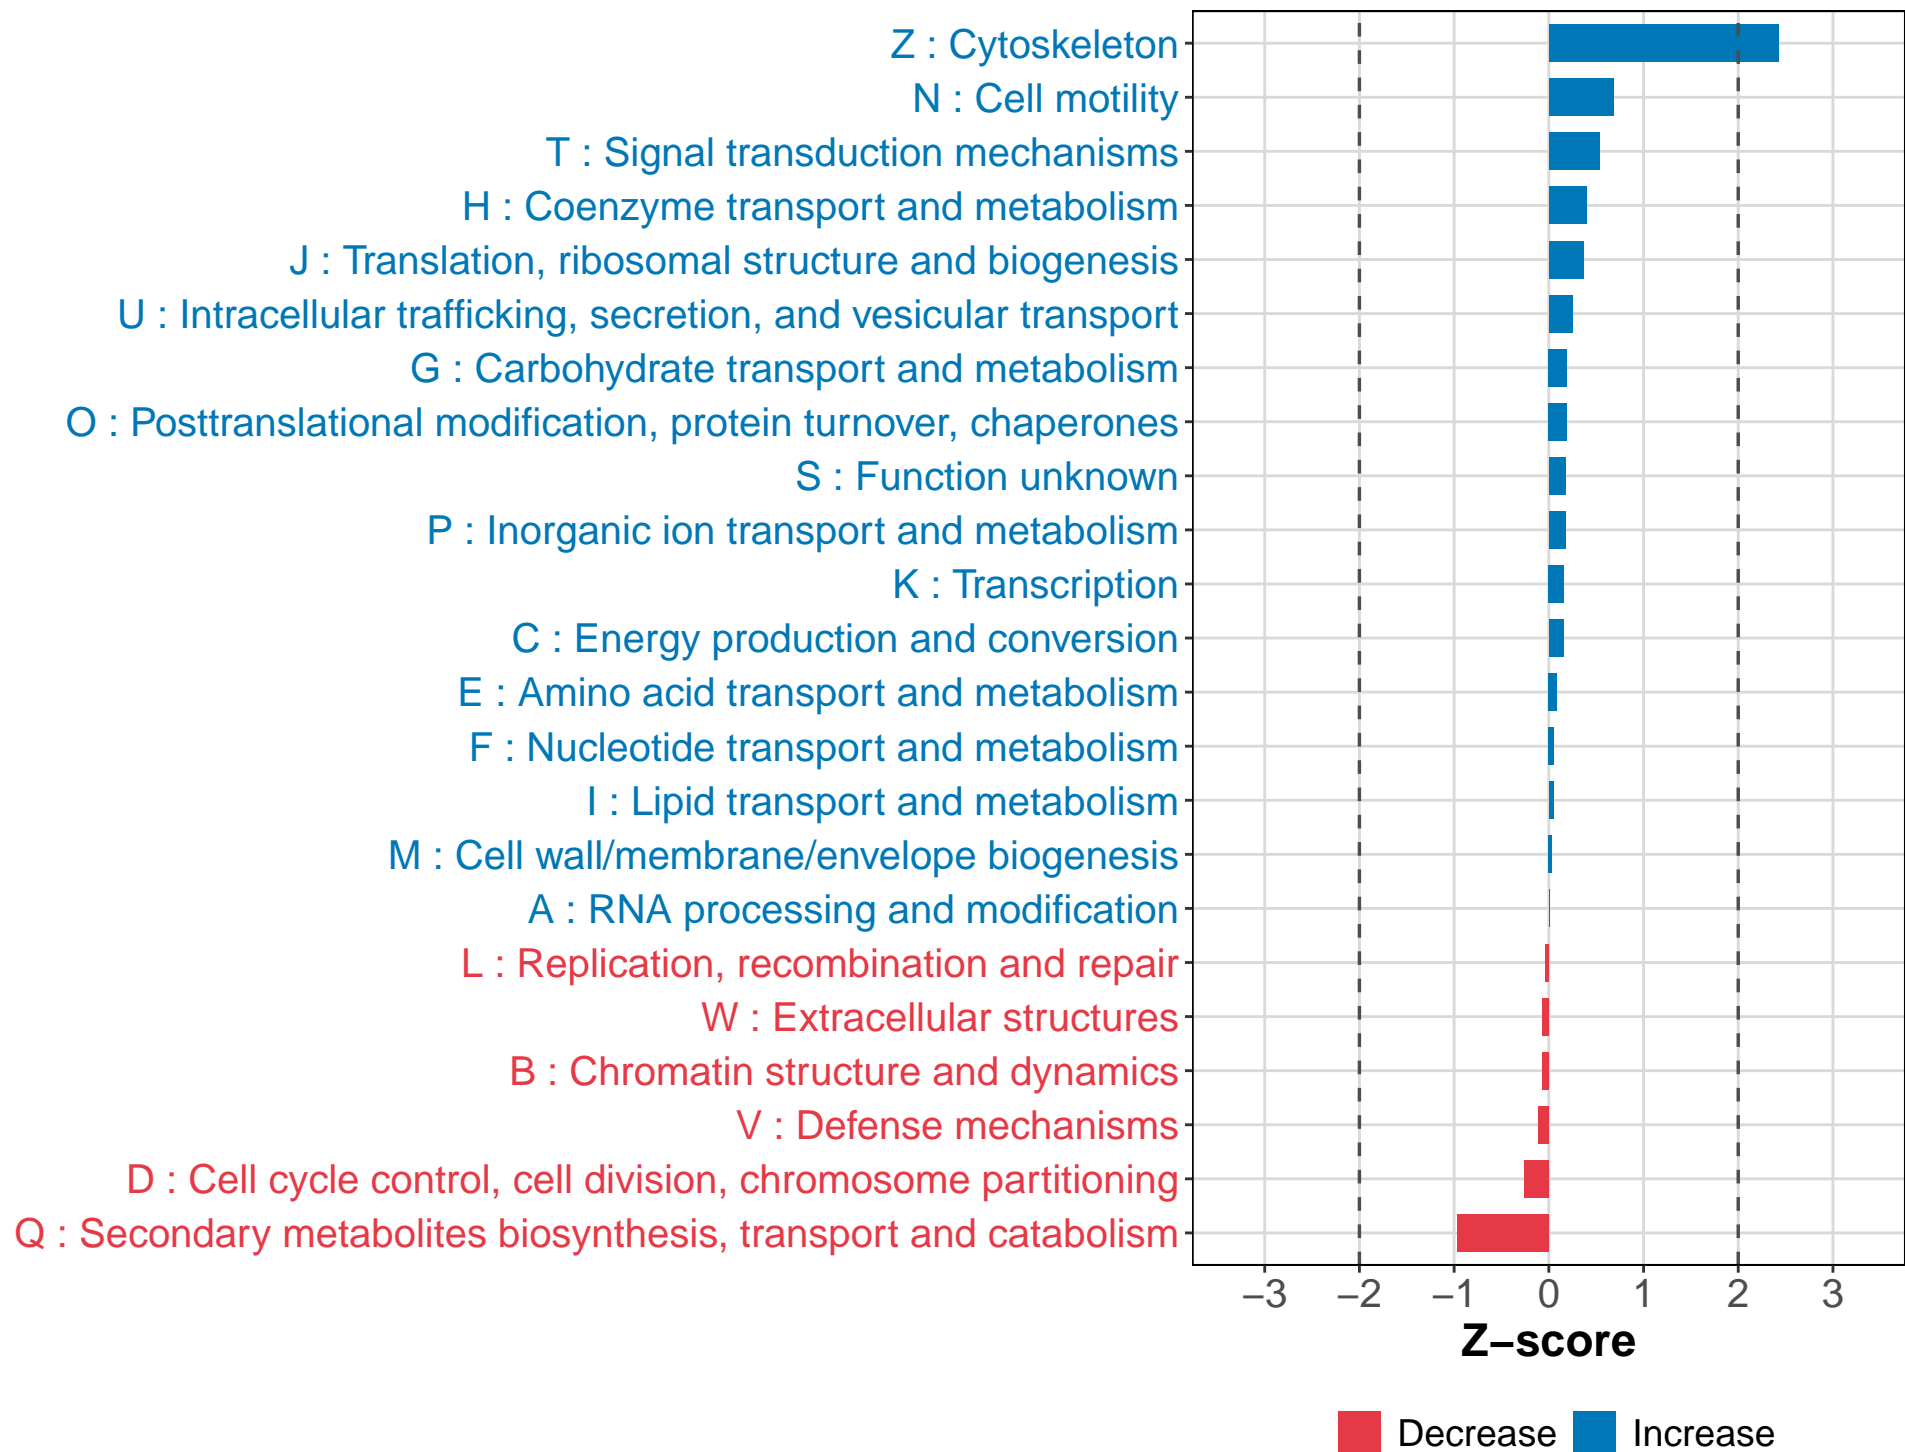 Z : Cytoskeleton
N : Cell motility
T : Signal transduction mechanisms
H : Coenzyme transport and metabolism
J : Translation, ribosomal structure and biogenesis
U : Intracellular trafficking, secretion, and vesicular transport
G : Carbohydrate transport and metabolism
O : Posttranslational modification, protein turnover, chaperones
S : Function unknown
P : Inorganic ion transport and metabolism
K : Transcription
C : Energy production and conversion
E : Amino acid transport and metabolism
F : Nucleotide transport and metabolism
I : Lipid transport and metabolism
M : Cell wall/membrane/envelope biogenesis
A : RNA processing and modification
L : Replication, recombination and repair
W : Extracellular structures
B : Chromatin structure and dynamics
V : Defense mechanisms
D : Cell cycle control, cell division, chromosome partitioning
Q : Secondary metabolites biosynthesis, transport and catabolism
−3 −2 −1 0 1 2 3
Z−score
Decrease Increase